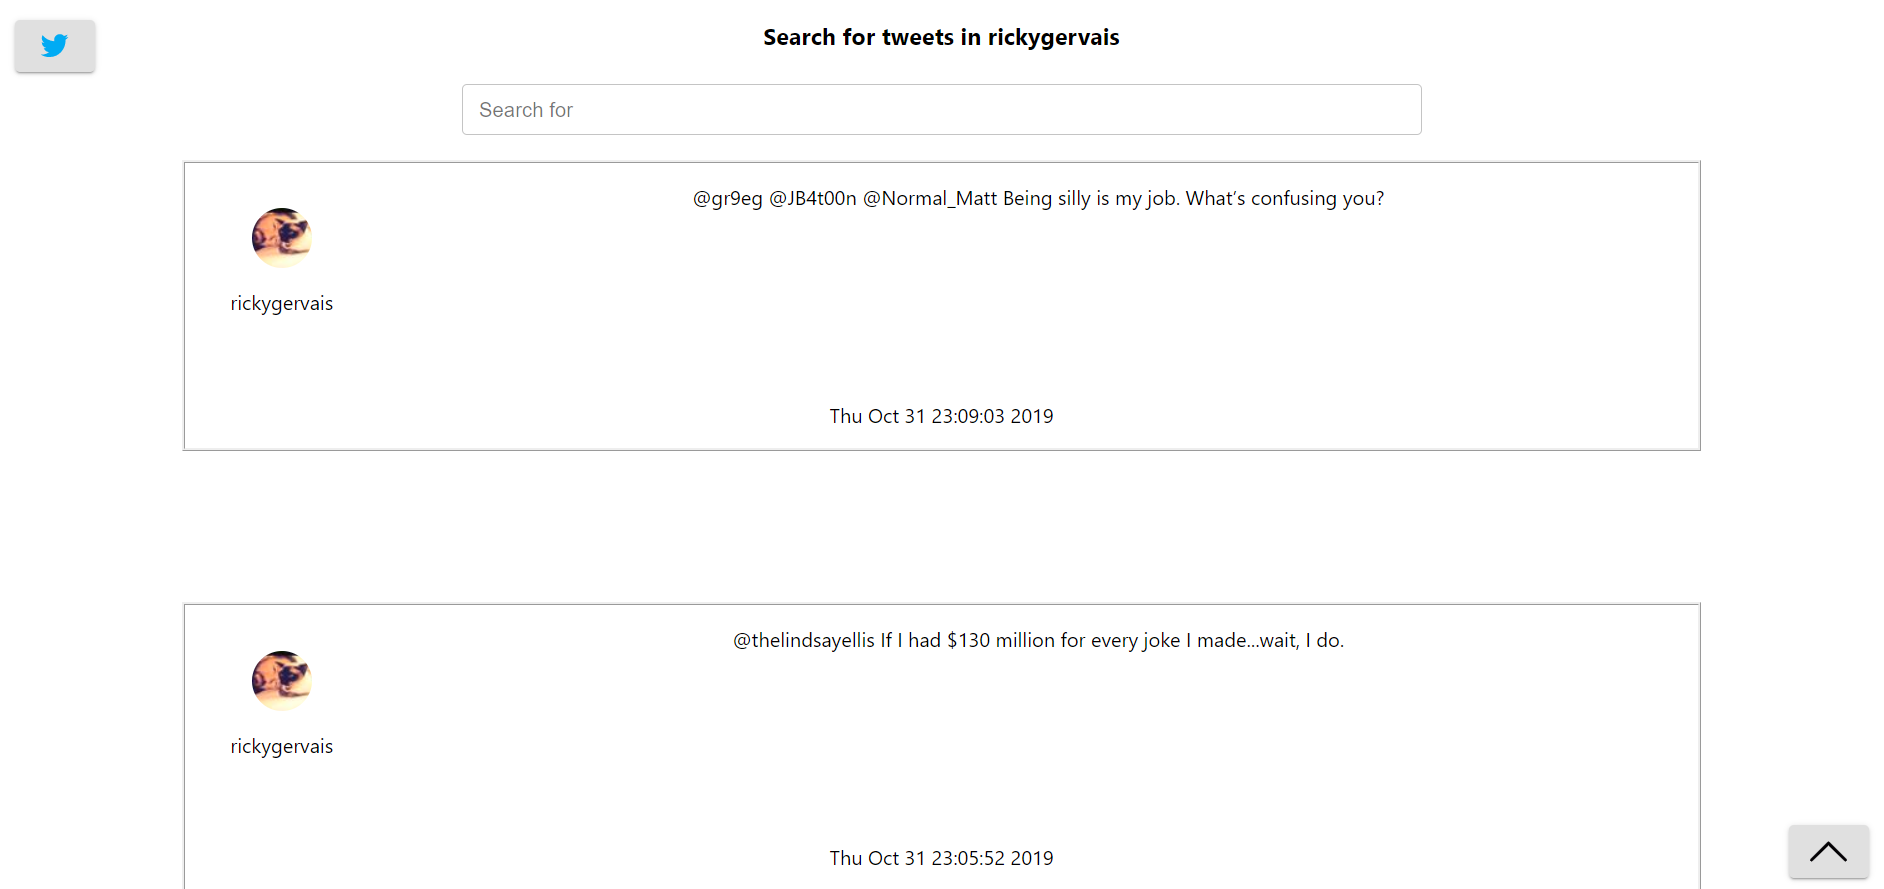 Search for tweets in rickygervais
Search for
@gr9eg @JB4t00n @Normal_Matt Being silly is my job. What’s confusing you?
rickygervais
Thu Oct 31 23:09:03 2019
@thelindsayellis If I had $130 million for every joke I made...wait, I do.
rickygervais
Thu Oct 31 23:05:52 2019